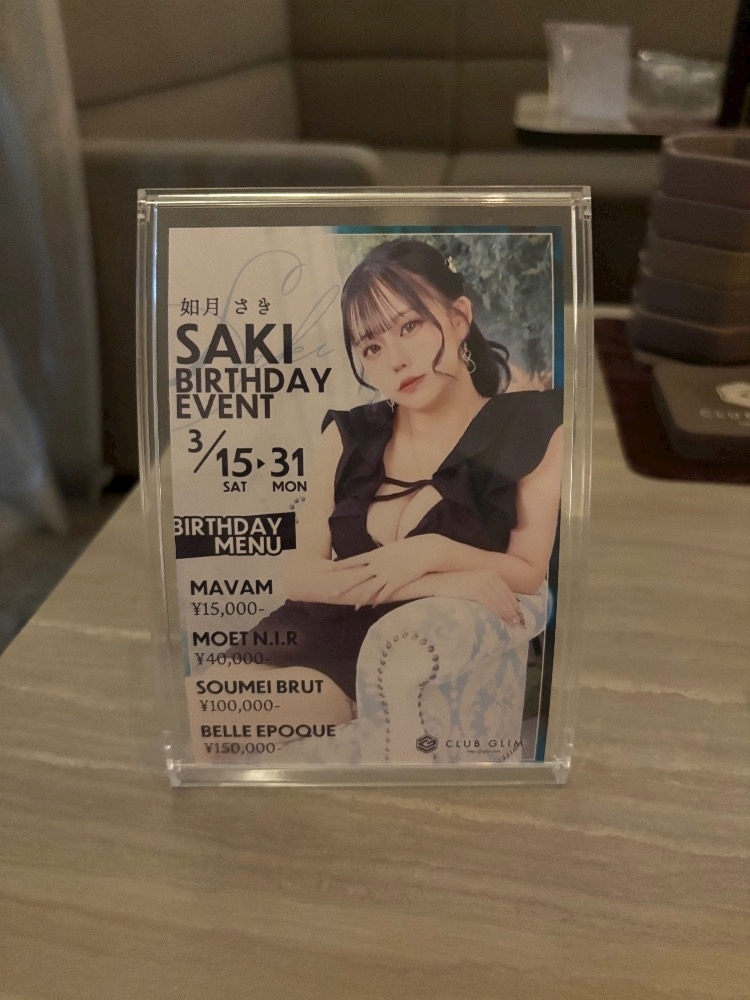 如月 さき
Saki
SAKI
BIRTHDAY
EVENT
3/15▸31
SAT MON
BIRTHDAY
MENU
MAVAM
¥15,000-
MOET N.I.R
¥40,000-
SOUMEI BRUT
¥100,000-
BELLE EPOQUE
¥150,000-
CLUB GLIM